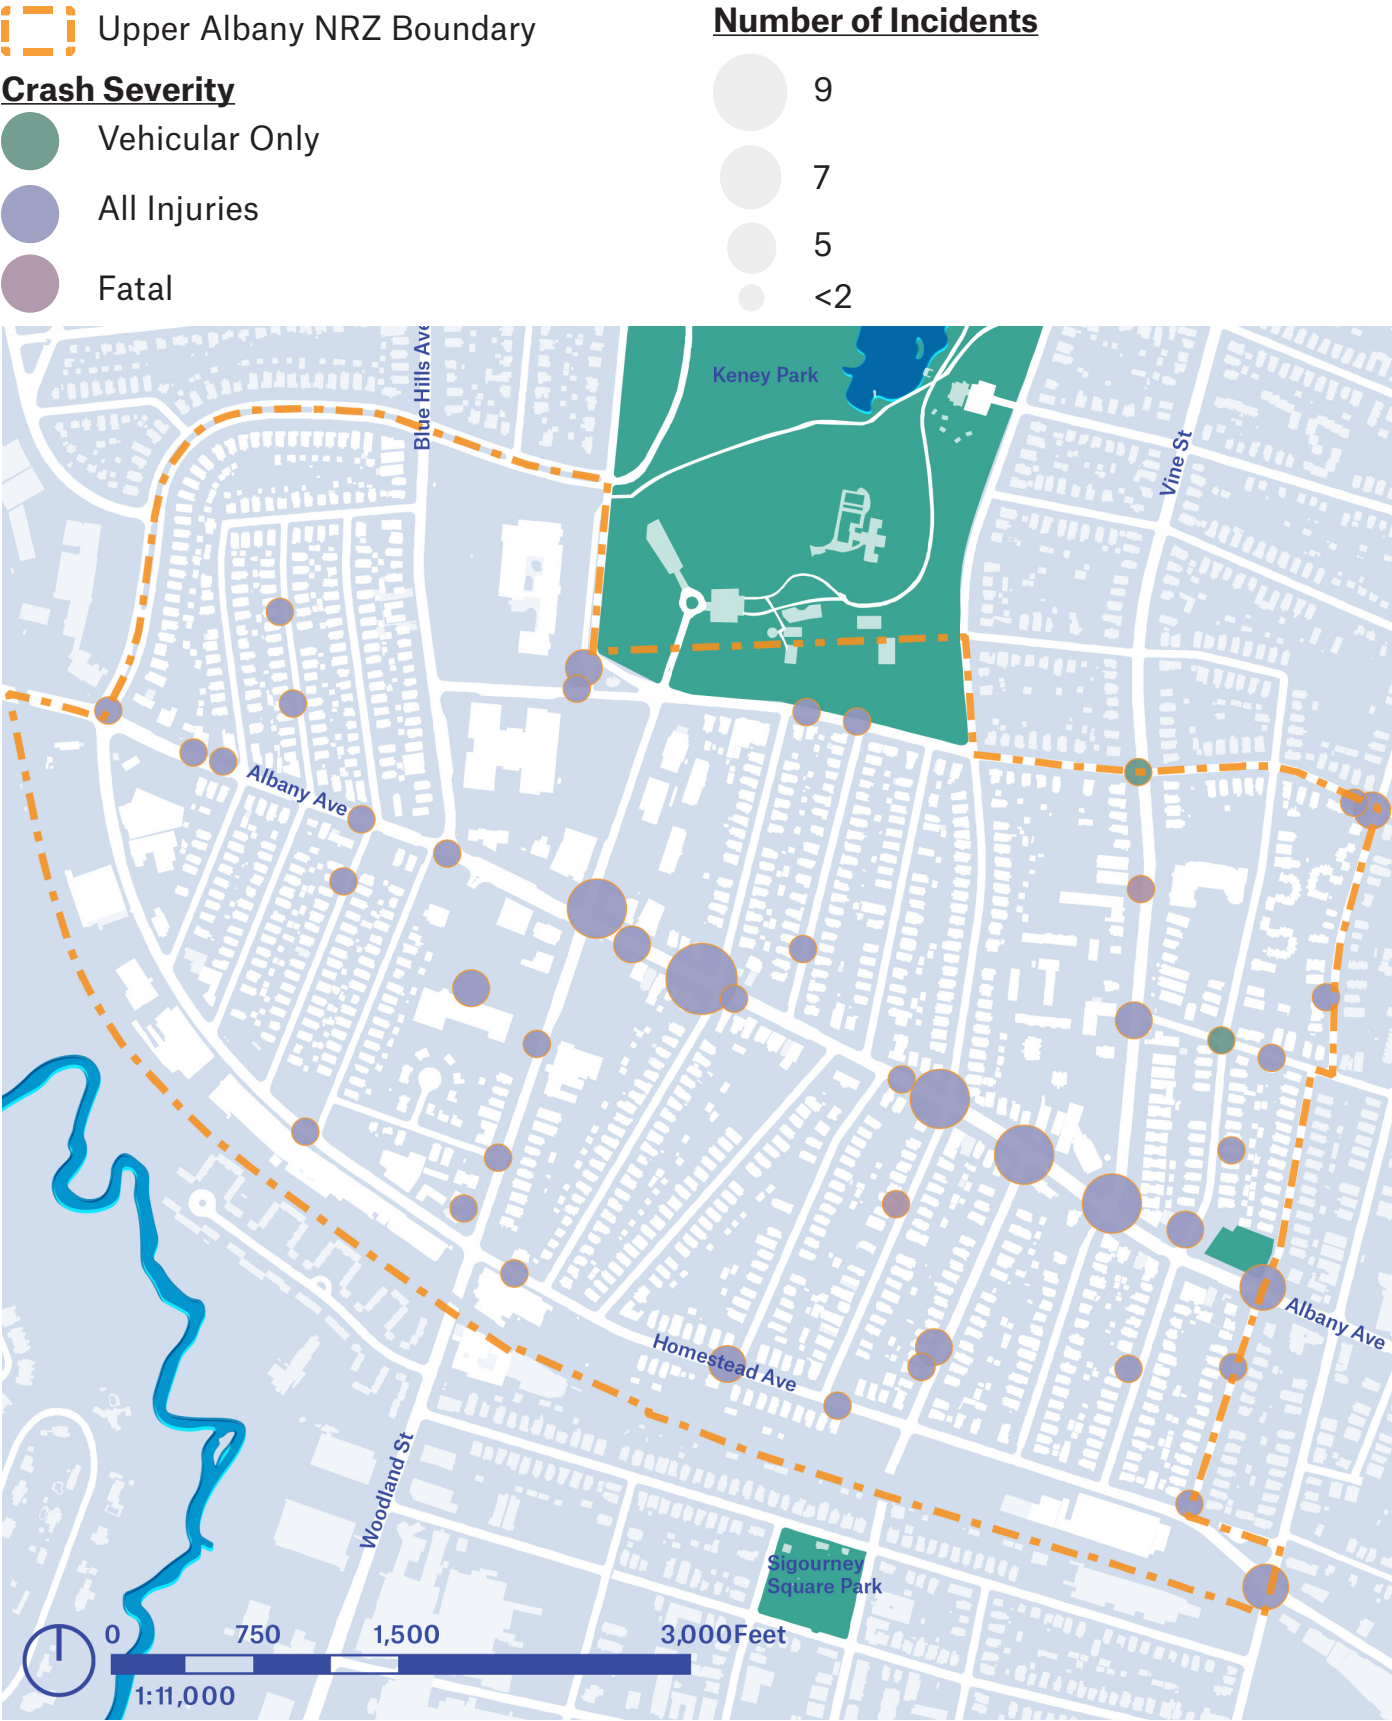 Upper Albany NRZ Boundary
Crash Severity
Vehicular Only
All Injuries
Fatal
Number of Incidents
9
7
5
<2
Blue Hills Ave
Keney Park
Vine St
Albany Ave
Albany Ave
Homestead Ave
Woodland St
Sigourney
Square Park
0 750 1,500 3,000Feet
1:11,000